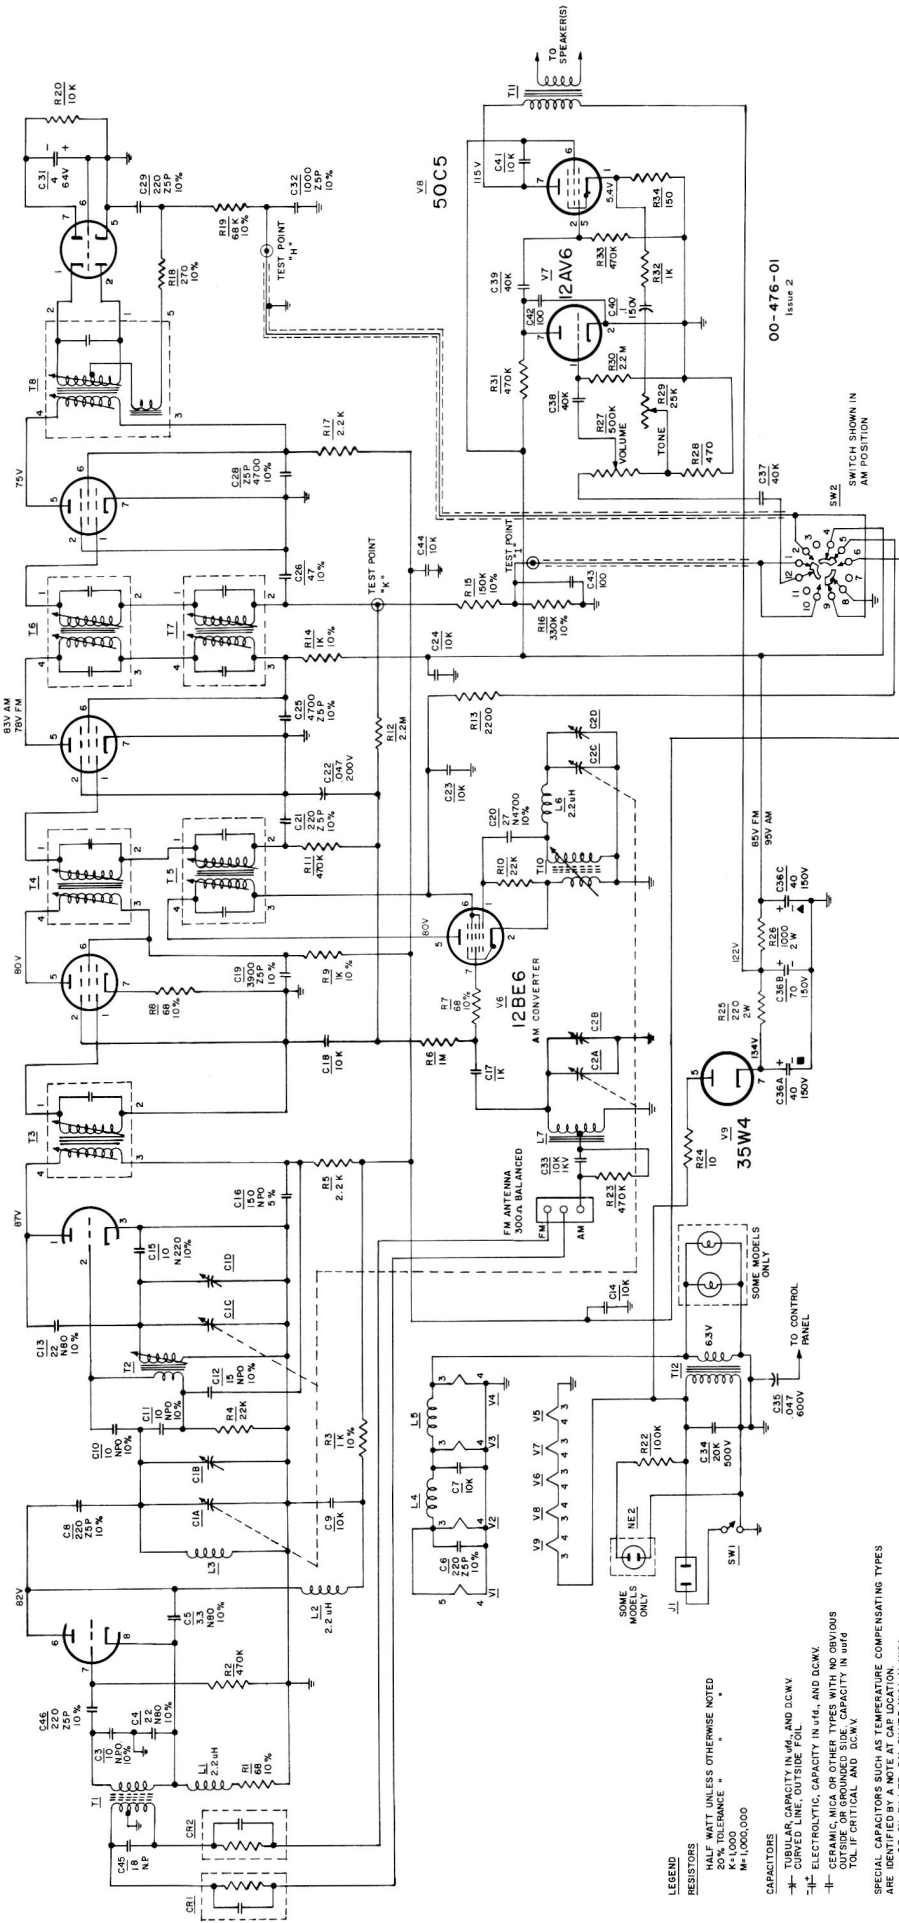 R20
10K
C31
4
64V
C29
220
Z5P
10%
R18
270
10%
R19
68K
10%
C32
1000
Z5P
10%
TEST POINT
"H"
T8
75V
R17
2.2K
C28
Z5P
4700
10%
C26
47
10%
T6
T7
83V AM
78V FM
R14
1K
10%
C25
4700
Z5P
10%
C22
.047
200V
C21
220
Z5P
10%
R11
470K
R12
2.2M
C44
10K
TEST POINT
"K"
C24
10K
R15
150K
10%
R16
330K
10%
C43
100
TEST POINT
"I"
T4
T5
80V
R8
68
10%
C19
3900
Z5P
10%
R9
1K
10%
C18
10K
T3
87V
C13
22
N80
10%
C15
10
N220
10%
C16
150
NPO
5%
R5
2.2K
C1D
C1C
T2
C12
15
NPO
10%
C10
10
NPO
10%
C11
10
NPO
10%
R4
22K
R3
1K
10%
C1B
C1A
C9
10K
C8
220
Z5P
10%
L3
82V
C5
3.3
N80
10%
L2
2.2uH
R2
470K
C46
220
Z5P
10%
C3
10
NPO
10%
C4
22
N80
10%
L1
2.2uH
R1
68
10%
T1
C45
18
N.P.
CR2
CR1
TO
SPEAKER(S)
T11
V8
50C5
115V
C41
10K
5.4V
R34
150
R33
470K
R32
1K
C39
40K
V7
12AV6
C42
100
C40
.1
150V
R31
470K
R30
2.2M
C38
40K
R27
500K
VOLUME
TONE
R29
25K
R28
470
C37
40K
00-476-01
Issue 2
SW2
SWITCH SHOWN IN
AM POSITION
R13
2200
C23
10K
C20
27
N4700
10%
R10
22K
T10
L6
2.2uH
C2C
C2D
80V
R7
68
10%
V6
12BE6
AM CONVERTER
R6
1M
C17
1K
C2A
C2B
L7
C33
10K
1KV
R23
470K
FM ANTENNA
300Ω BALANCED
FM
AM
C14
10K
85V FM
95V AM
122V
R26
1000
2W
C36C
40
150V
R25
220
2W
C36B
70
150V
134V
C36A
40
150V
V9
35W4
R24
10
SOME MODELS
ONLY
6.3V
T12
TO CONTROL
PANEL
C35
.047
600V
C34
20K
500V
R22
100K
NE2
SOME
MODELS
ONLY
J1
SW1
L5
L4
C7
10K
C6
220
Z5P
10%
V1
V2
V3
V4
V9
V8
V6
V7
V5
LEGEND
RESISTORS
HALF WATT UNLESS OTHERWISE NOTED
20% TOLERANCE " " "
K=1,000
M=1,000,000
CAPACITORS
TUBULAR, CAPACITY IN ufd., AND D.C.W.V.
CURVED LINE, OUTSIDE FOIL.
ELECTROLYTIC, CAPACITY IN ufd., AND D.C.W.V.
CERAMIC, MICA OR OTHER TYPES WITH NO OBVIOUS
OUTSIDE OR GROUNDED SIDE. CAPACITY IN uufd
TOL. IF CRITICAL AND D.C.W.V.
SPECIAL CAPACITORS SUCH AS TEMPERATURE COMPENSATING TYPES
ARE IDENTIFIED BY A NOTE AT CAP. LOCATION.